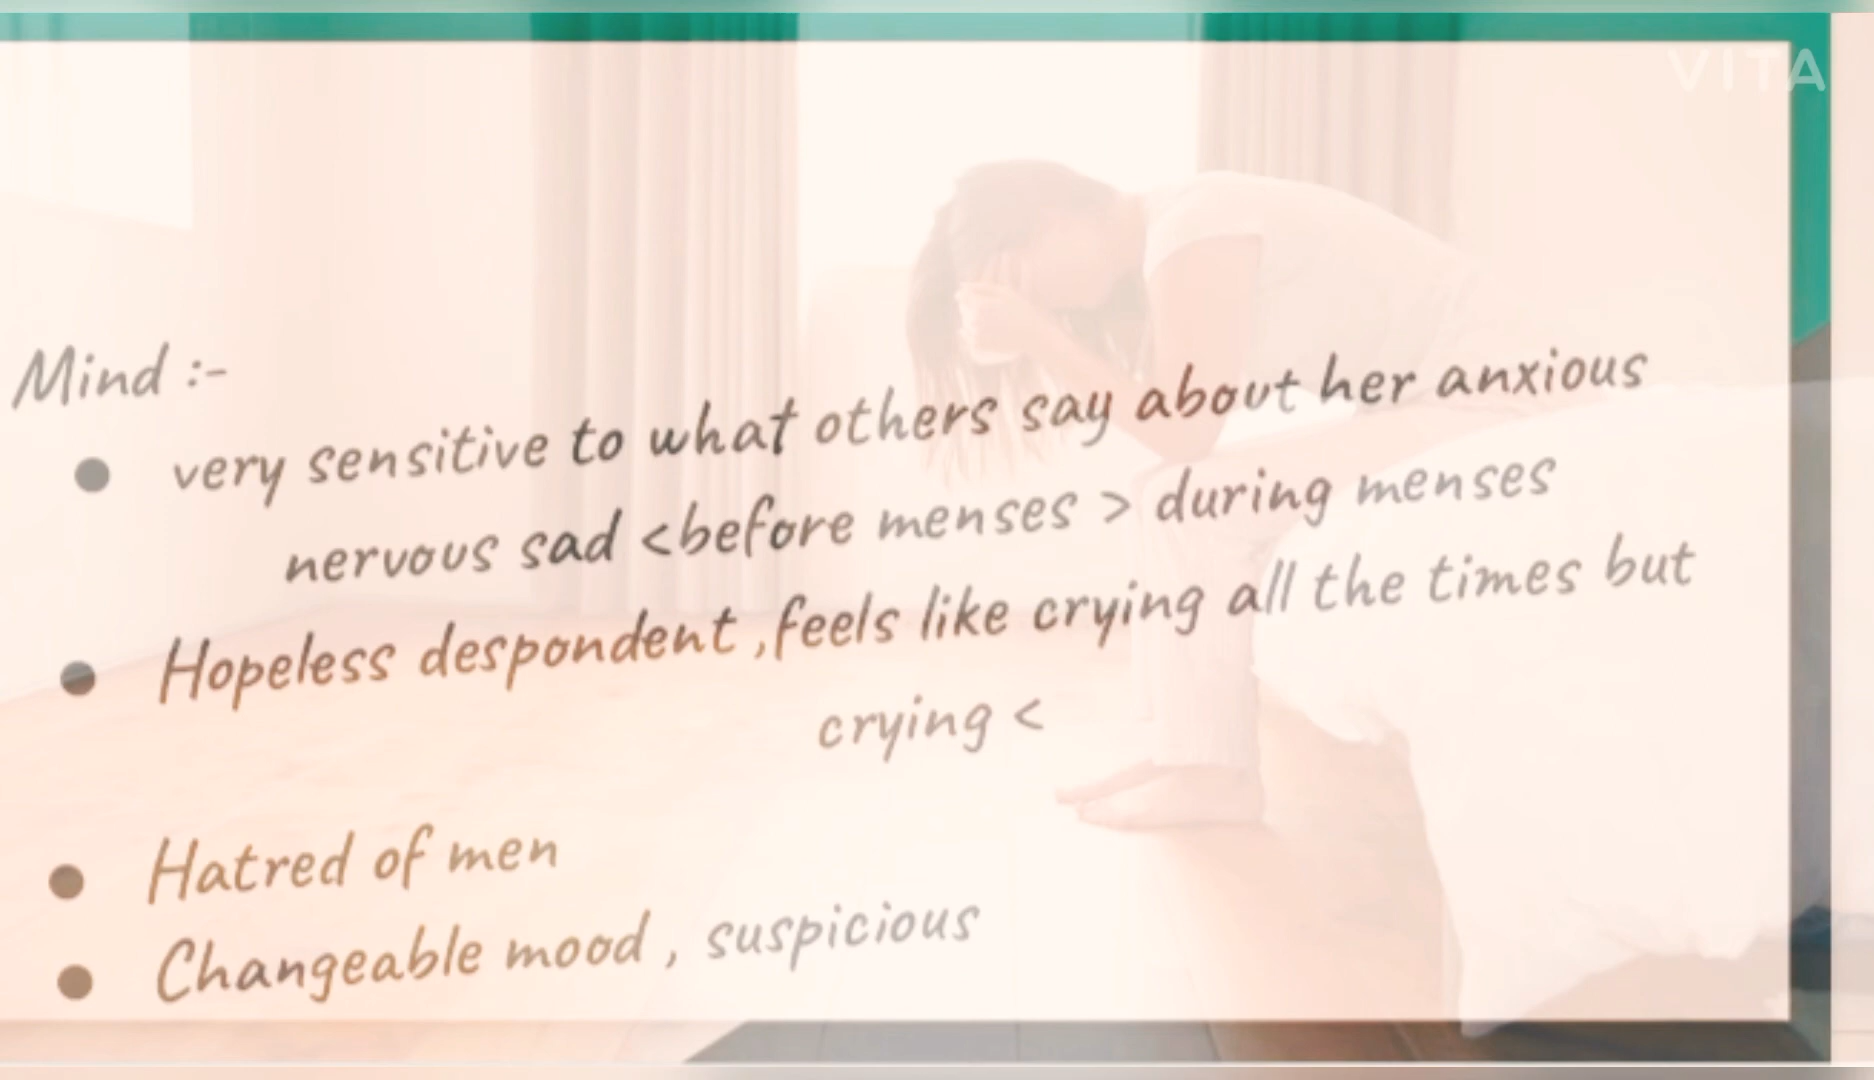 VITA
Mind :-
● very sensitive to what others say about her anxious
nervous sad <before menses > during menses
● Hopeless despondent ,feels like crying all the times but
crying <
● Hatred of men
● Changeable mood , suspicious